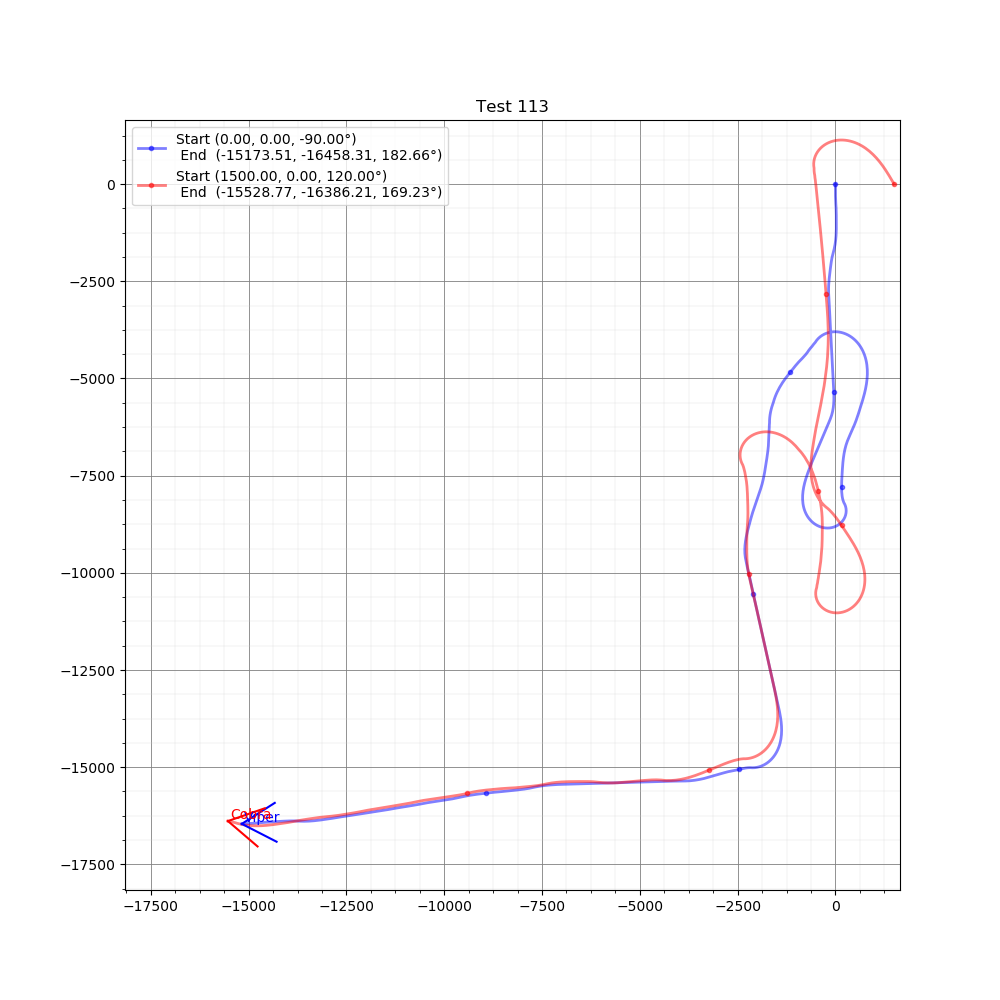 Test 113
Start (0.00, 0.00, -90.00°)
End (-15173.51, -16458.31, 182.66°)
Start (1500.00, 0.00, 120.00°)
End (-15528.77, -16386.21, 169.23°)
0
−2500
−5000
−7500
−10000
−12500
−15000
−17500
−17500 −15000 −12500 −10000 −7500 −5000 −2500 0